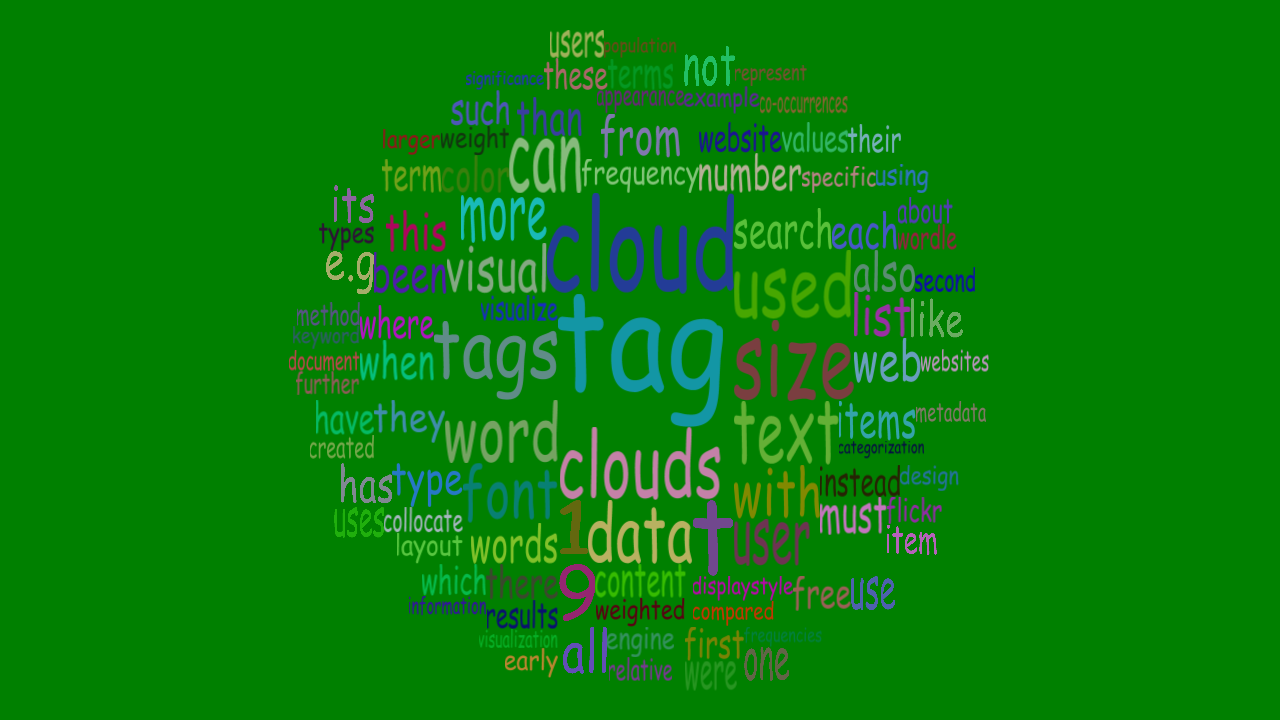 users population
these terms not represent
significance
such than appearance example co-occurrences
larger weight can from website values their
term color frequency number specific using
its more cloud search each about
types this wordle
e.g been visual used also second
method where visualize tag list like
keyword
document when tags size web websites
further
have they word text items metadata
created clouds categorization
has type font with instead design
uses collocate 1 data t user must flickr
layout words item
which there 9 content displaystyle free use
information results weighted compared
visualization all engine first frequencies
early relative were one